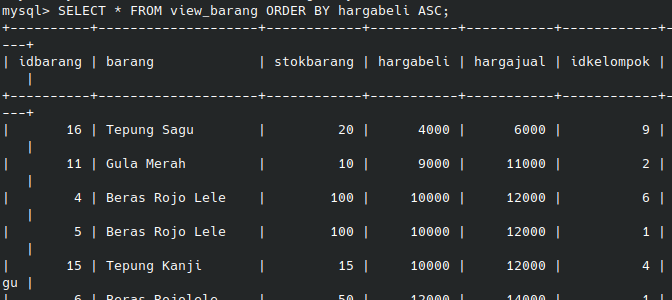 mysql> SELECT * FROM view_barang ORDER BY hargabeli ASC;
+----------+--------------------+------------+-----------+-----------+------------+-
---+
| idbarang | barang             | stokbarang | hargabeli | hargajual | idkelompok |
   |
+----------+--------------------+------------+-----------+-----------+------------+-
---+
|       16 | Tepung Sagu        |         20 |      4000 |      6000 |          9 |
   |
|       11 | Gula Merah         |         10 |      9000 |     11000 |          2 |
   |
|        4 | Beras Rojo Lele    |        100 |     10000 |     12000 |          6 |
   |
|        5 | Beras Rojo Lele    |        100 |     10000 |     12000 |          1 |
   |
|       15 | Tepung Kanji       |         15 |     10000 |     12000 |          4 |
gu |
|        6 | Beras Rojolele     |         50 |     12000 |     14000 |          1 |